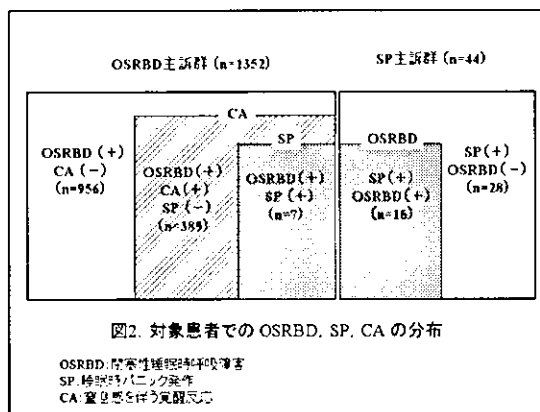 OSRBD主訴群 (n=1352)
SP主訴群 (n=44)
CA
SP
OSRBD
OSRBD (+)
CA (-)
(n=956)
OSRBD (+)
CA (+)
SP (-)
(n=389)
OSRBD (+)
SP (+)
(n=7)
SP (+)
OSRBD (+)
(n=16)
SP (+)
OSRBD (-)
(n=28)
図2. 対象患者での OSRBD, SP, CA の分布
OSRBD:閉塞性睡眠時呼吸障害
SP:睡眠時パニック発作
CA:窒息感を伴う覚醒反応